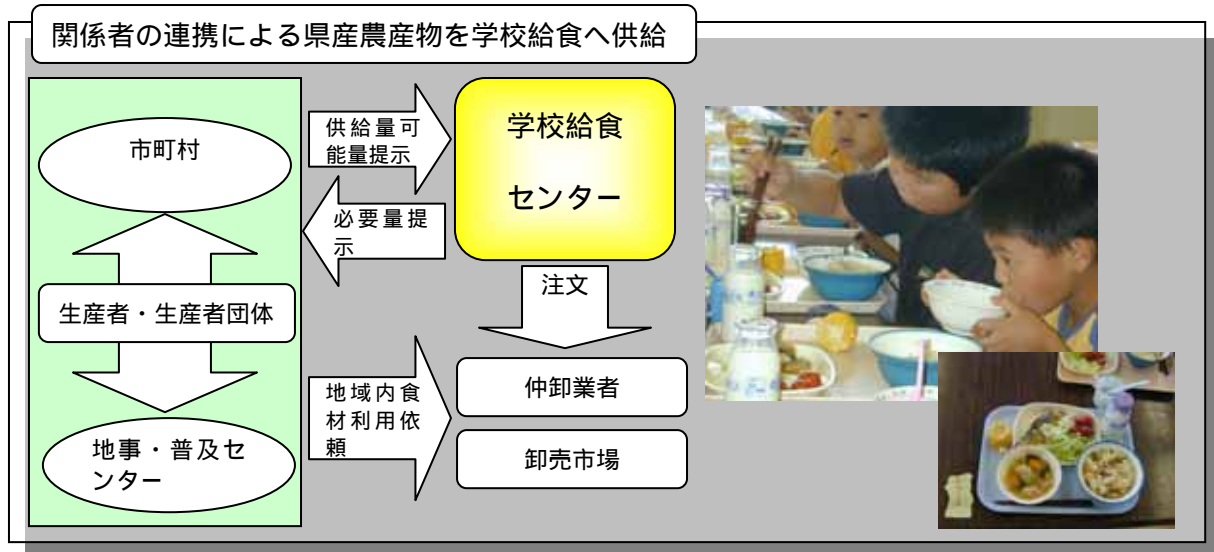 関係者の連携による県産農産物を学校給食へ供給
市町村
生産者・生産者団体
地事・普及セ
ンター
供給量可
能量提示
必要量提
示
地域内食
材利用依
頼
学校給食
センター
注文
仲卸業者
卸売市場